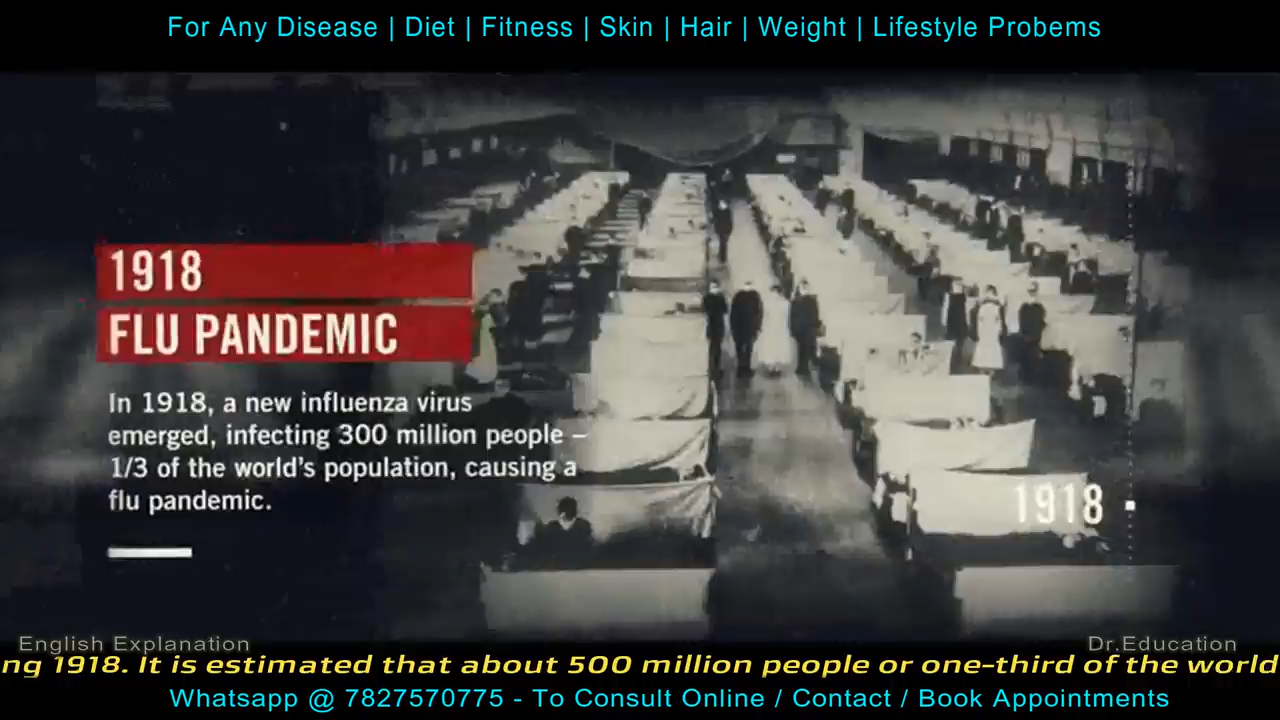 For Any Disease | Diet | Fitness | Skin | Hair | Weight | Lifestyle Probems
1918
FLU PANDEMIC
In 1918, a new influenza virus
emerged, infecting 300 million people –
1/3 of the world's population, causing a
flu pandemic.
1918
English Explanation
Dr.Education
ng 1918. It is estimated that about 500 million people or one-third of the world
Whatsapp @ 7827570775 - To Consult Online / Contact / Book Appointments